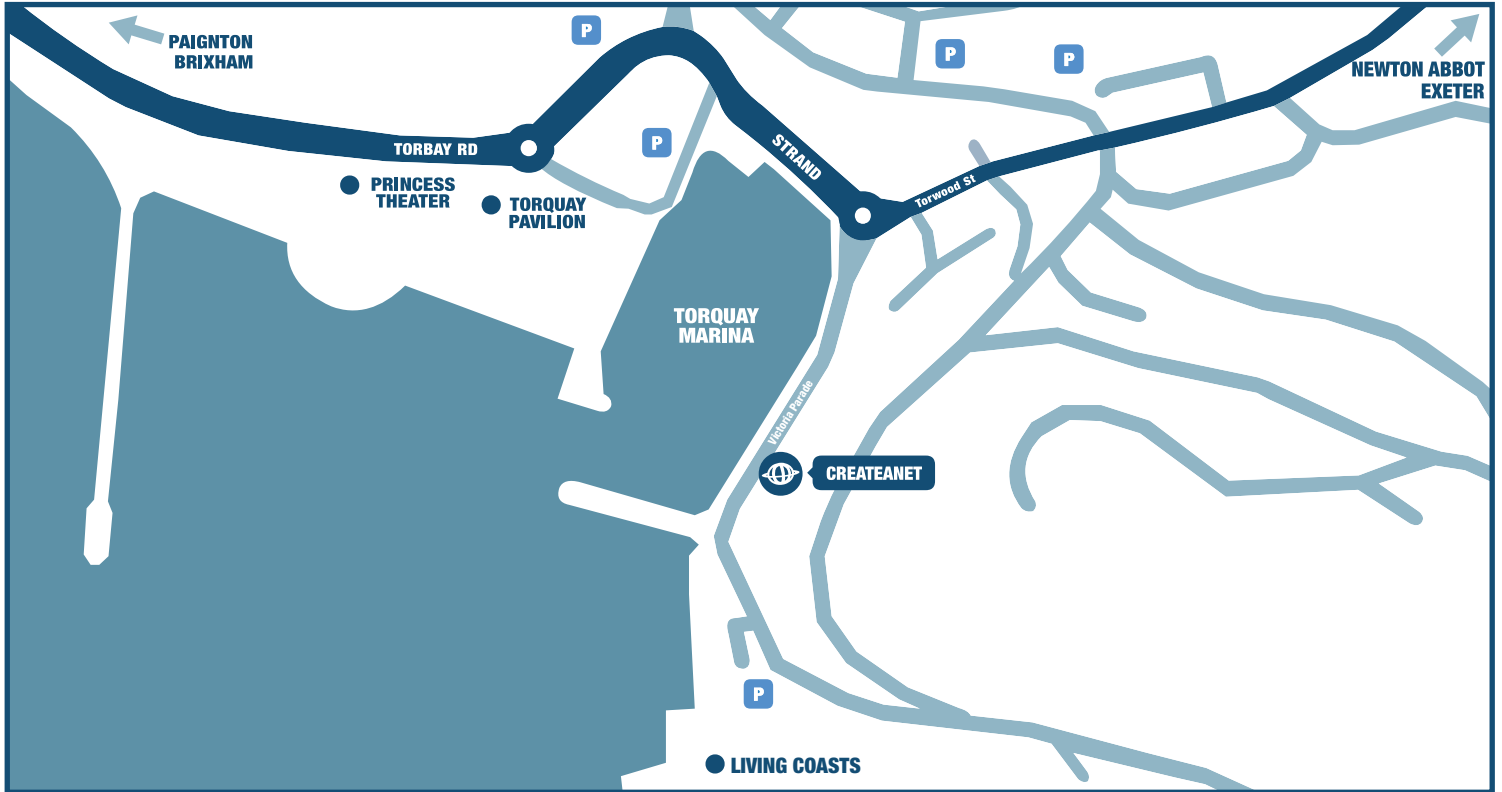 PAIGNTON
BRIXHAM
P
P
P
NEWTON ABBOT
EXETER
P
TORBAY RD
STRAND
PRINCESS
THEATER
TORQUAY
PAVILION
Torwood St
TORQUAY
MARINA
Victoria Parade
CREATEANET
P
LIVING COASTS